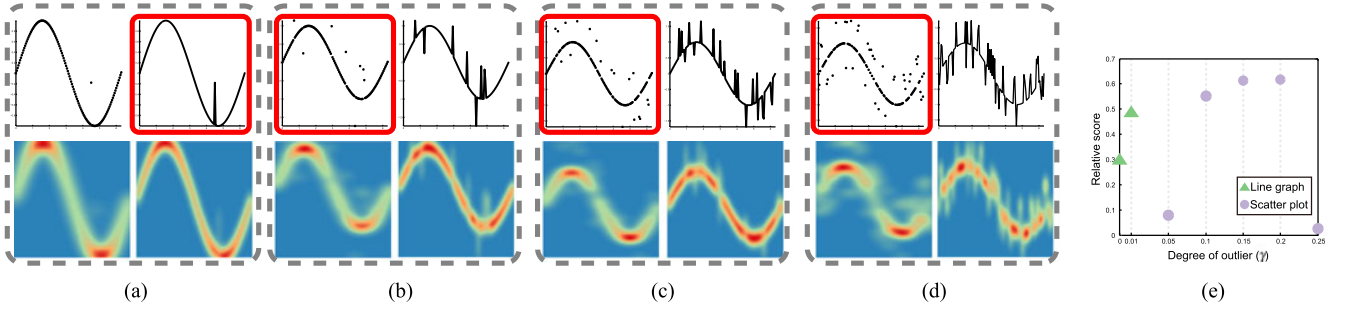 0.7
0.6
0.5
0.4
0.3
0.2
0.1
0
Relative score
Line graph
Scatter plot
0 0.01 0.05 0.1 0.15 0.2 0.25
Degree of outlier (γ)
(a) (b) (c) (d) (e)